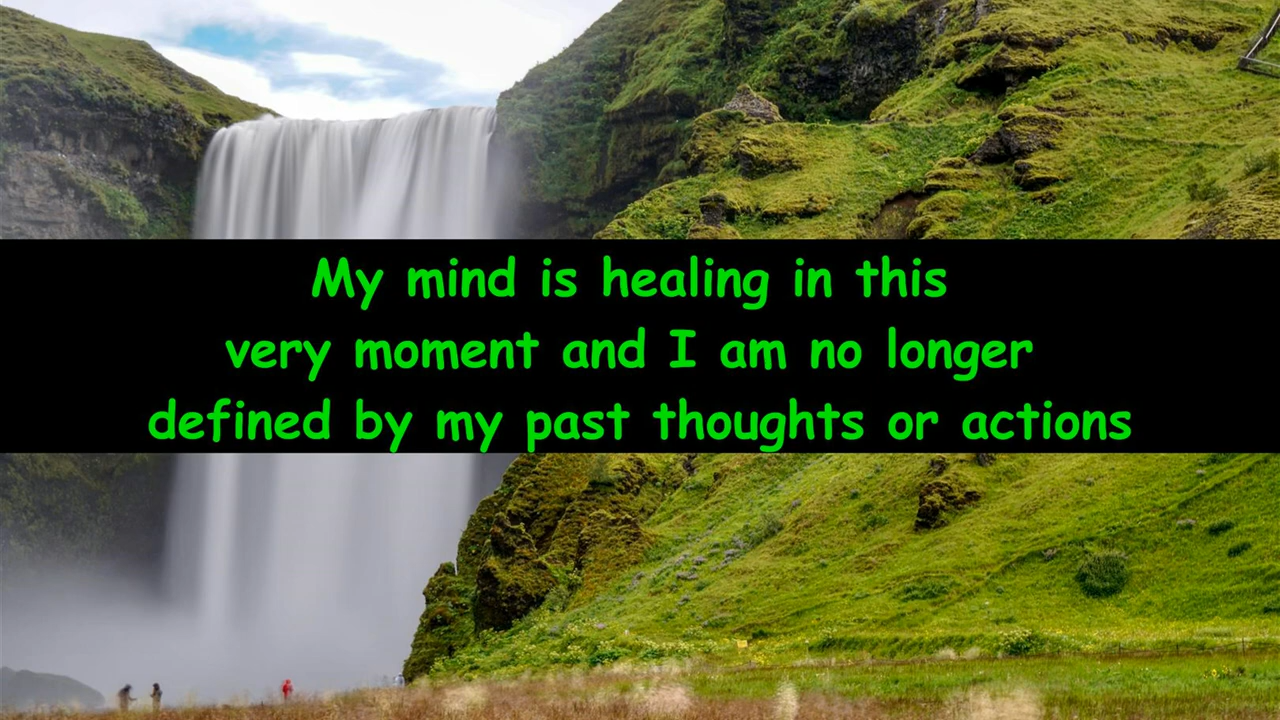 My mind is healing in this
very moment and I am no longer
defined by my past thoughts or actions